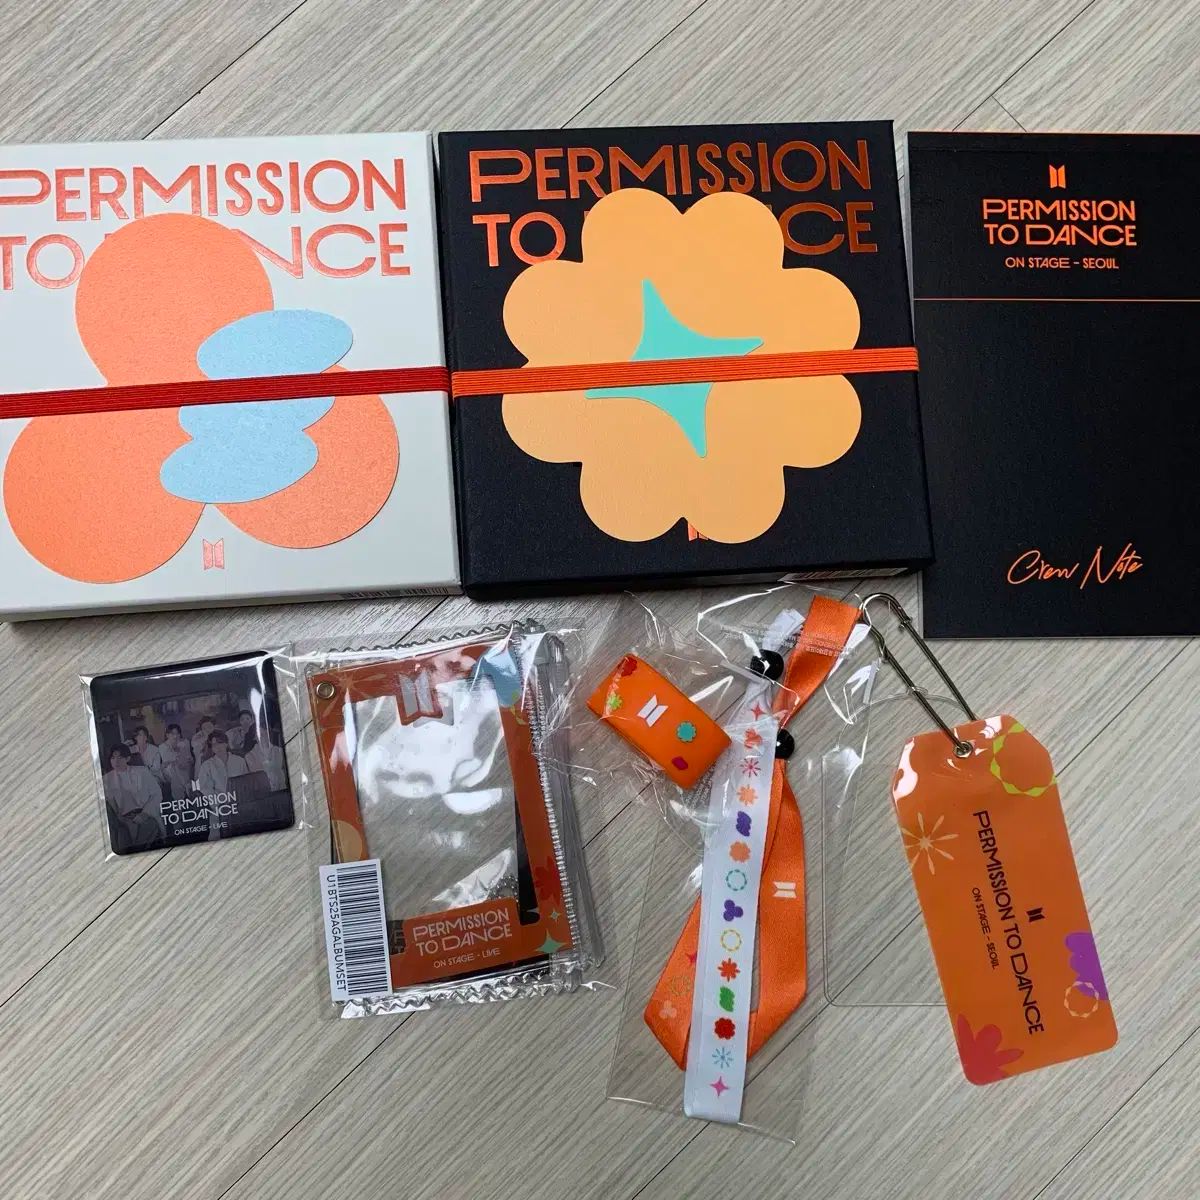 PERMISSION
TO DANCE
PERMISSION
TO DANCE
PERMISSION
TO DANCE
ON STAGE - SEOUL
Crew Note
PERMISSION
TO DANCE
ON STAGE - LIVE
PERMISSION
TO DANCE
ON STAGE - LIVE
U1BTS25AGALBUMSET
PERMISSION TO DANCE
ON STAGE - SEOUL